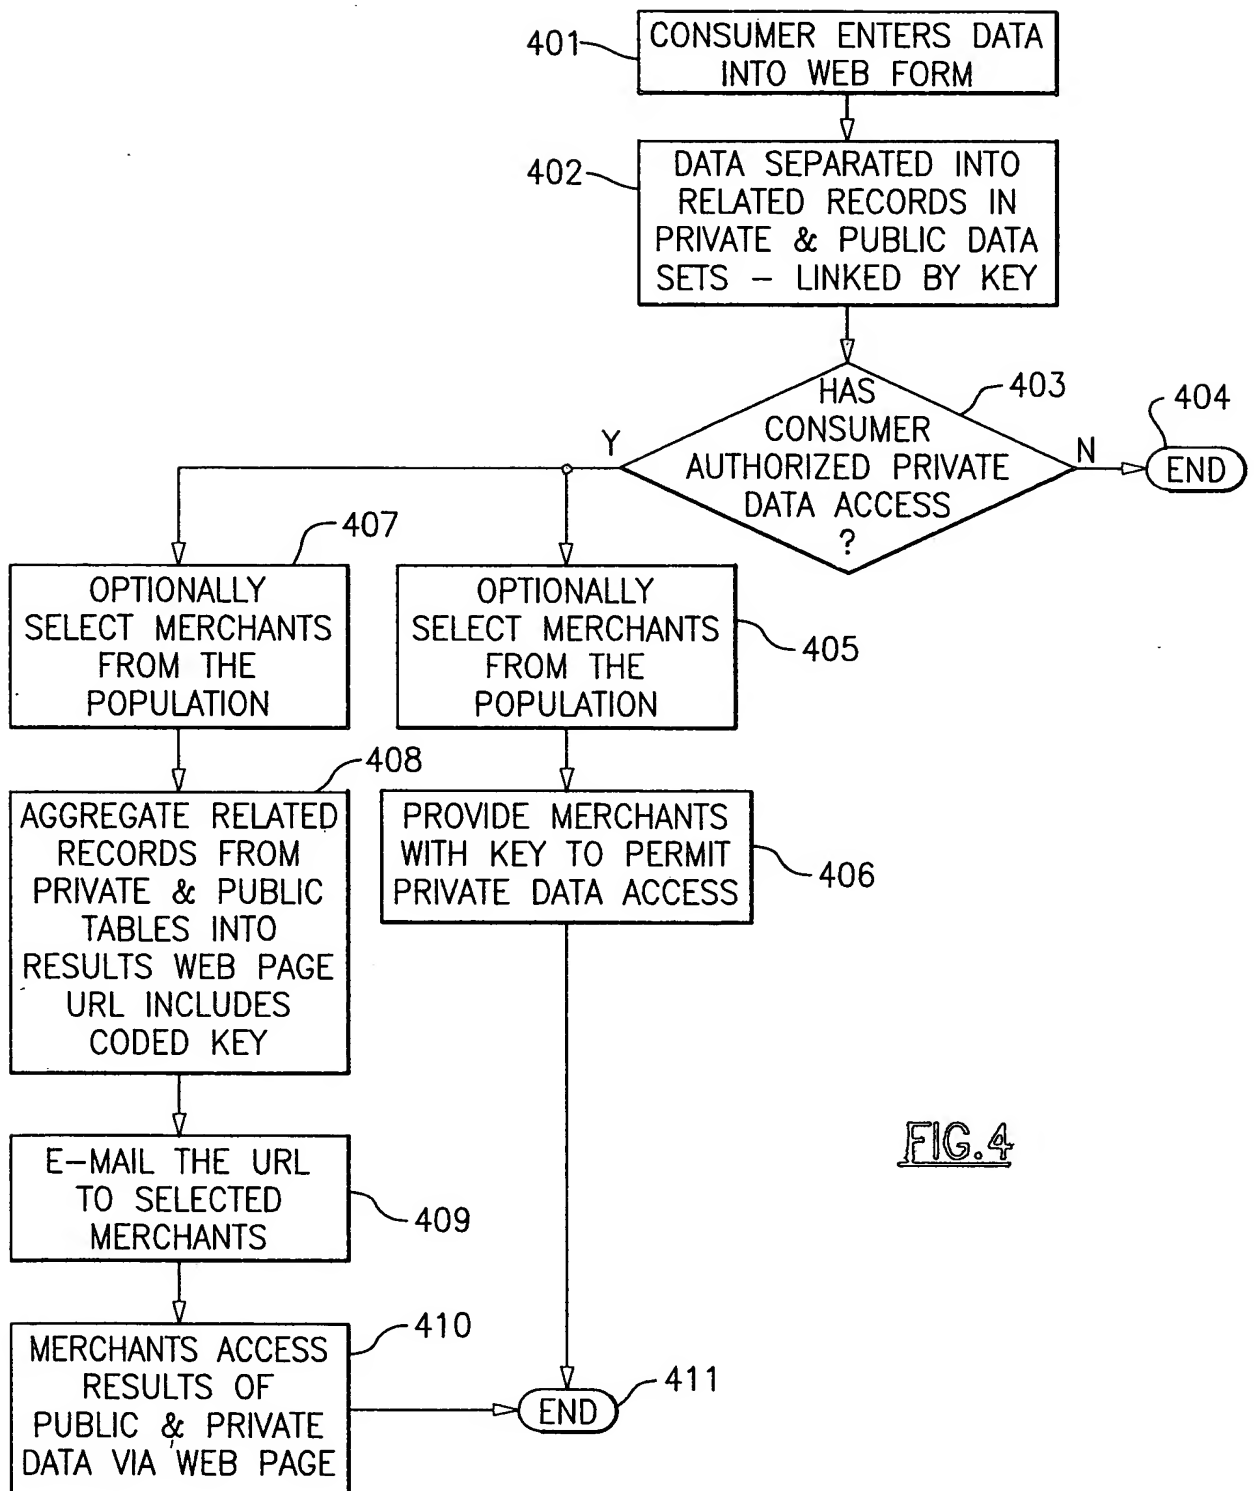 401
CONSUMER ENTERS DATA
INTO WEB FORM
402
DATA SEPARATED INTO
RELATED RECORDS IN
PRIVATE & PUBLIC DATA
SETS – LINKED BY KEY
403
HAS
CONSUMER
AUTHORIZED PRIVATE
DATA ACCESS
?
Y
N
404
END
407
OPTIONALLY
SELECT MERCHANTS
FROM THE
POPULATION
405
OPTIONALLY
SELECT MERCHANTS
FROM THE
POPULATION
408
AGGREGATE RELATED
RECORDS FROM
PRIVATE & PUBLIC
TABLES INTO
RESULTS WEB PAGE
URL INCLUDES
CODED KEY
406
PROVIDE MERCHANTS
WITH KEY TO PERMIT
PRIVATE DATA ACCESS
409
E–MAIL THE URL
TO SELECTED
MERCHANTS
410
MERCHANTS ACCESS
RESULTS OF
PUBLIC & PRIVATE
DATA VIA WEB PAGE
411
END
FIG.4